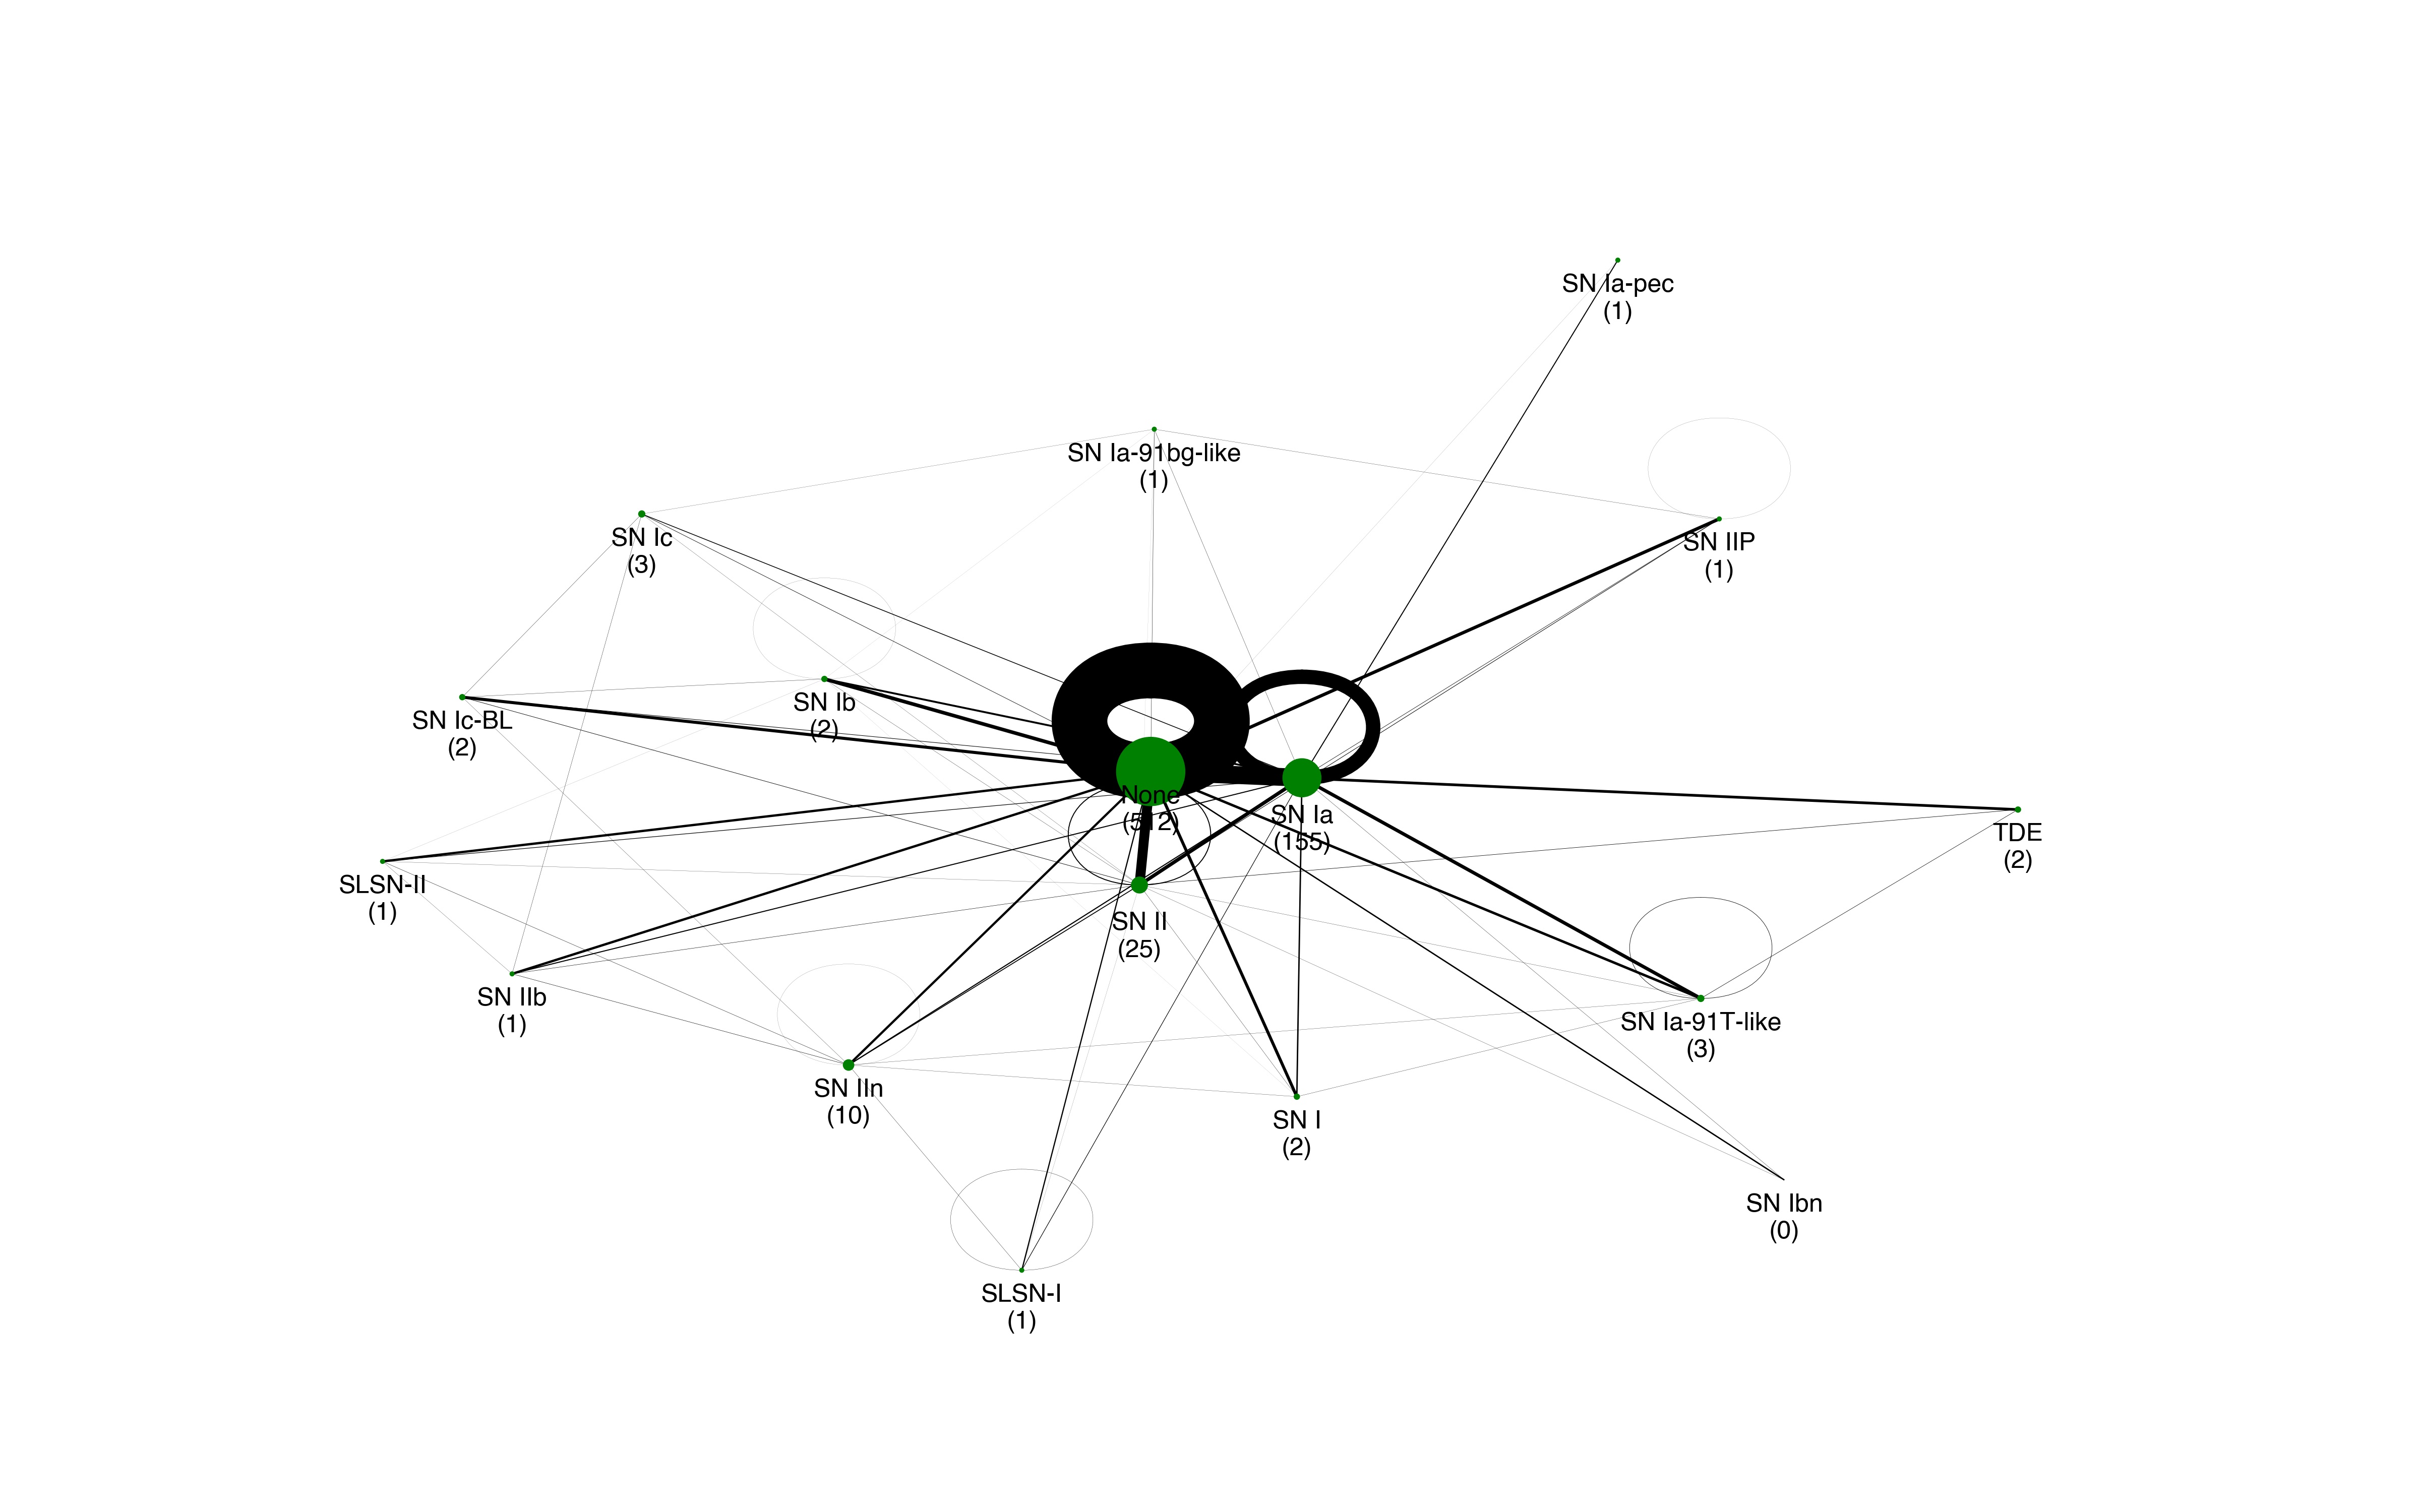 SN Ia-pec
(1)
SN Ia-91bg-like
(1)
SN Ic
(3)
SN IIP
(1)
SN Ib
(2)
SN Ic-BL
(2)
None
(512)
SN Ia
(155)
TDE
(2)
SLSN-II
(1)
SN II
(25)
SN IIb
(1)
SN Ia-91T-like
(3)
SN IIn
(10)
SN I
(2)
SN Ibn
(0)
SLSN-I
(1)